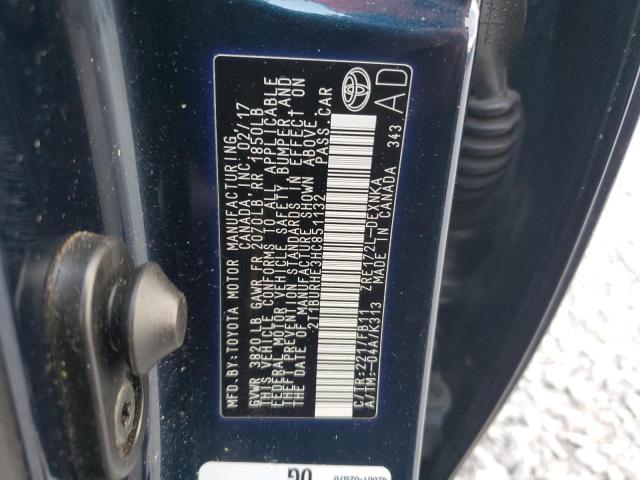 MFD.BY:TOYOTA MOTOR MANUFACTURING
CANADA, INC. 02/17
GVWR 3820LB GAWR FR 2070LB RR 1850LB
THIS VEHICLE CONFORMS TO ALL APPLICABLE
FEDERAL MOTOR VEHICLE SAFETY BUMPER,AND
THEFT PREVENTION STANDARDS IN EFFECT ON
THE DATE OF MANUFACTURE SHOWN ABOVE.
2T1BURHE3HC851132 PASS.CAR
C/TR:221/FB11 ZRE172L-DEXNKA
A/TM:-04A/K313 MADE IN CANADA 343
AD
OG